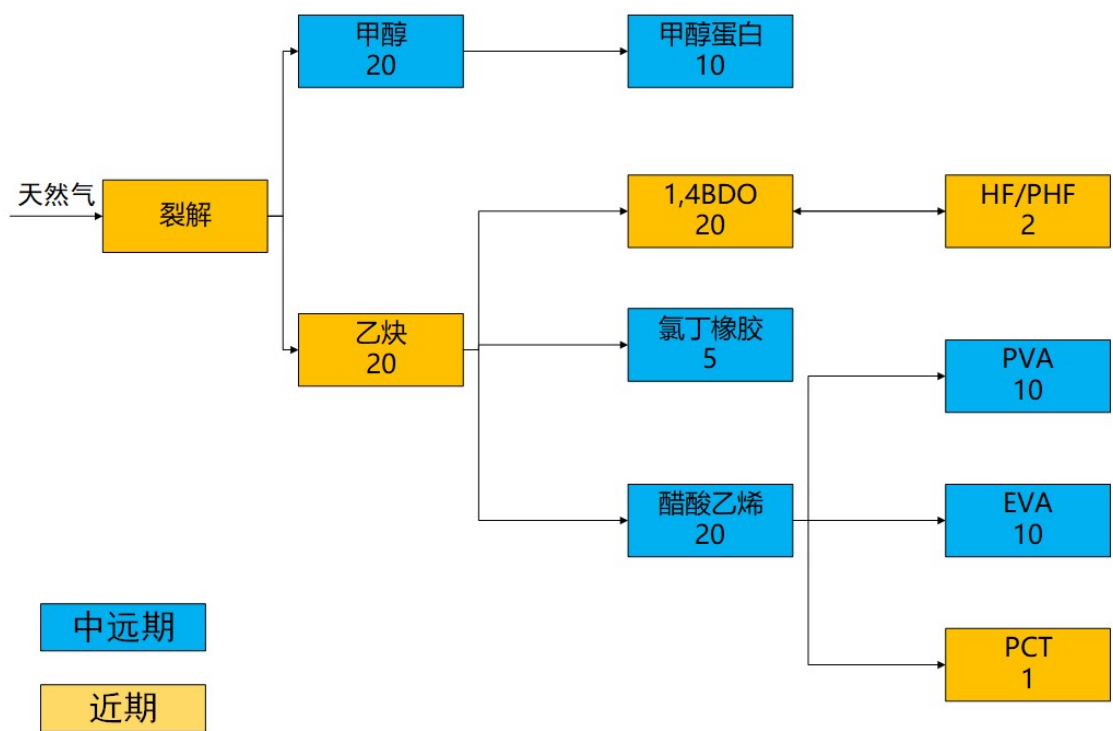 甲醇
20
甲醇蛋白
10
天然气
裂解
1,4BDO
20
HF/PHF
2
乙炔
20
氯丁橡胶
5
PVA
10
醋酸乙烯
20
EVA
10
PCT
1
中远期
近期